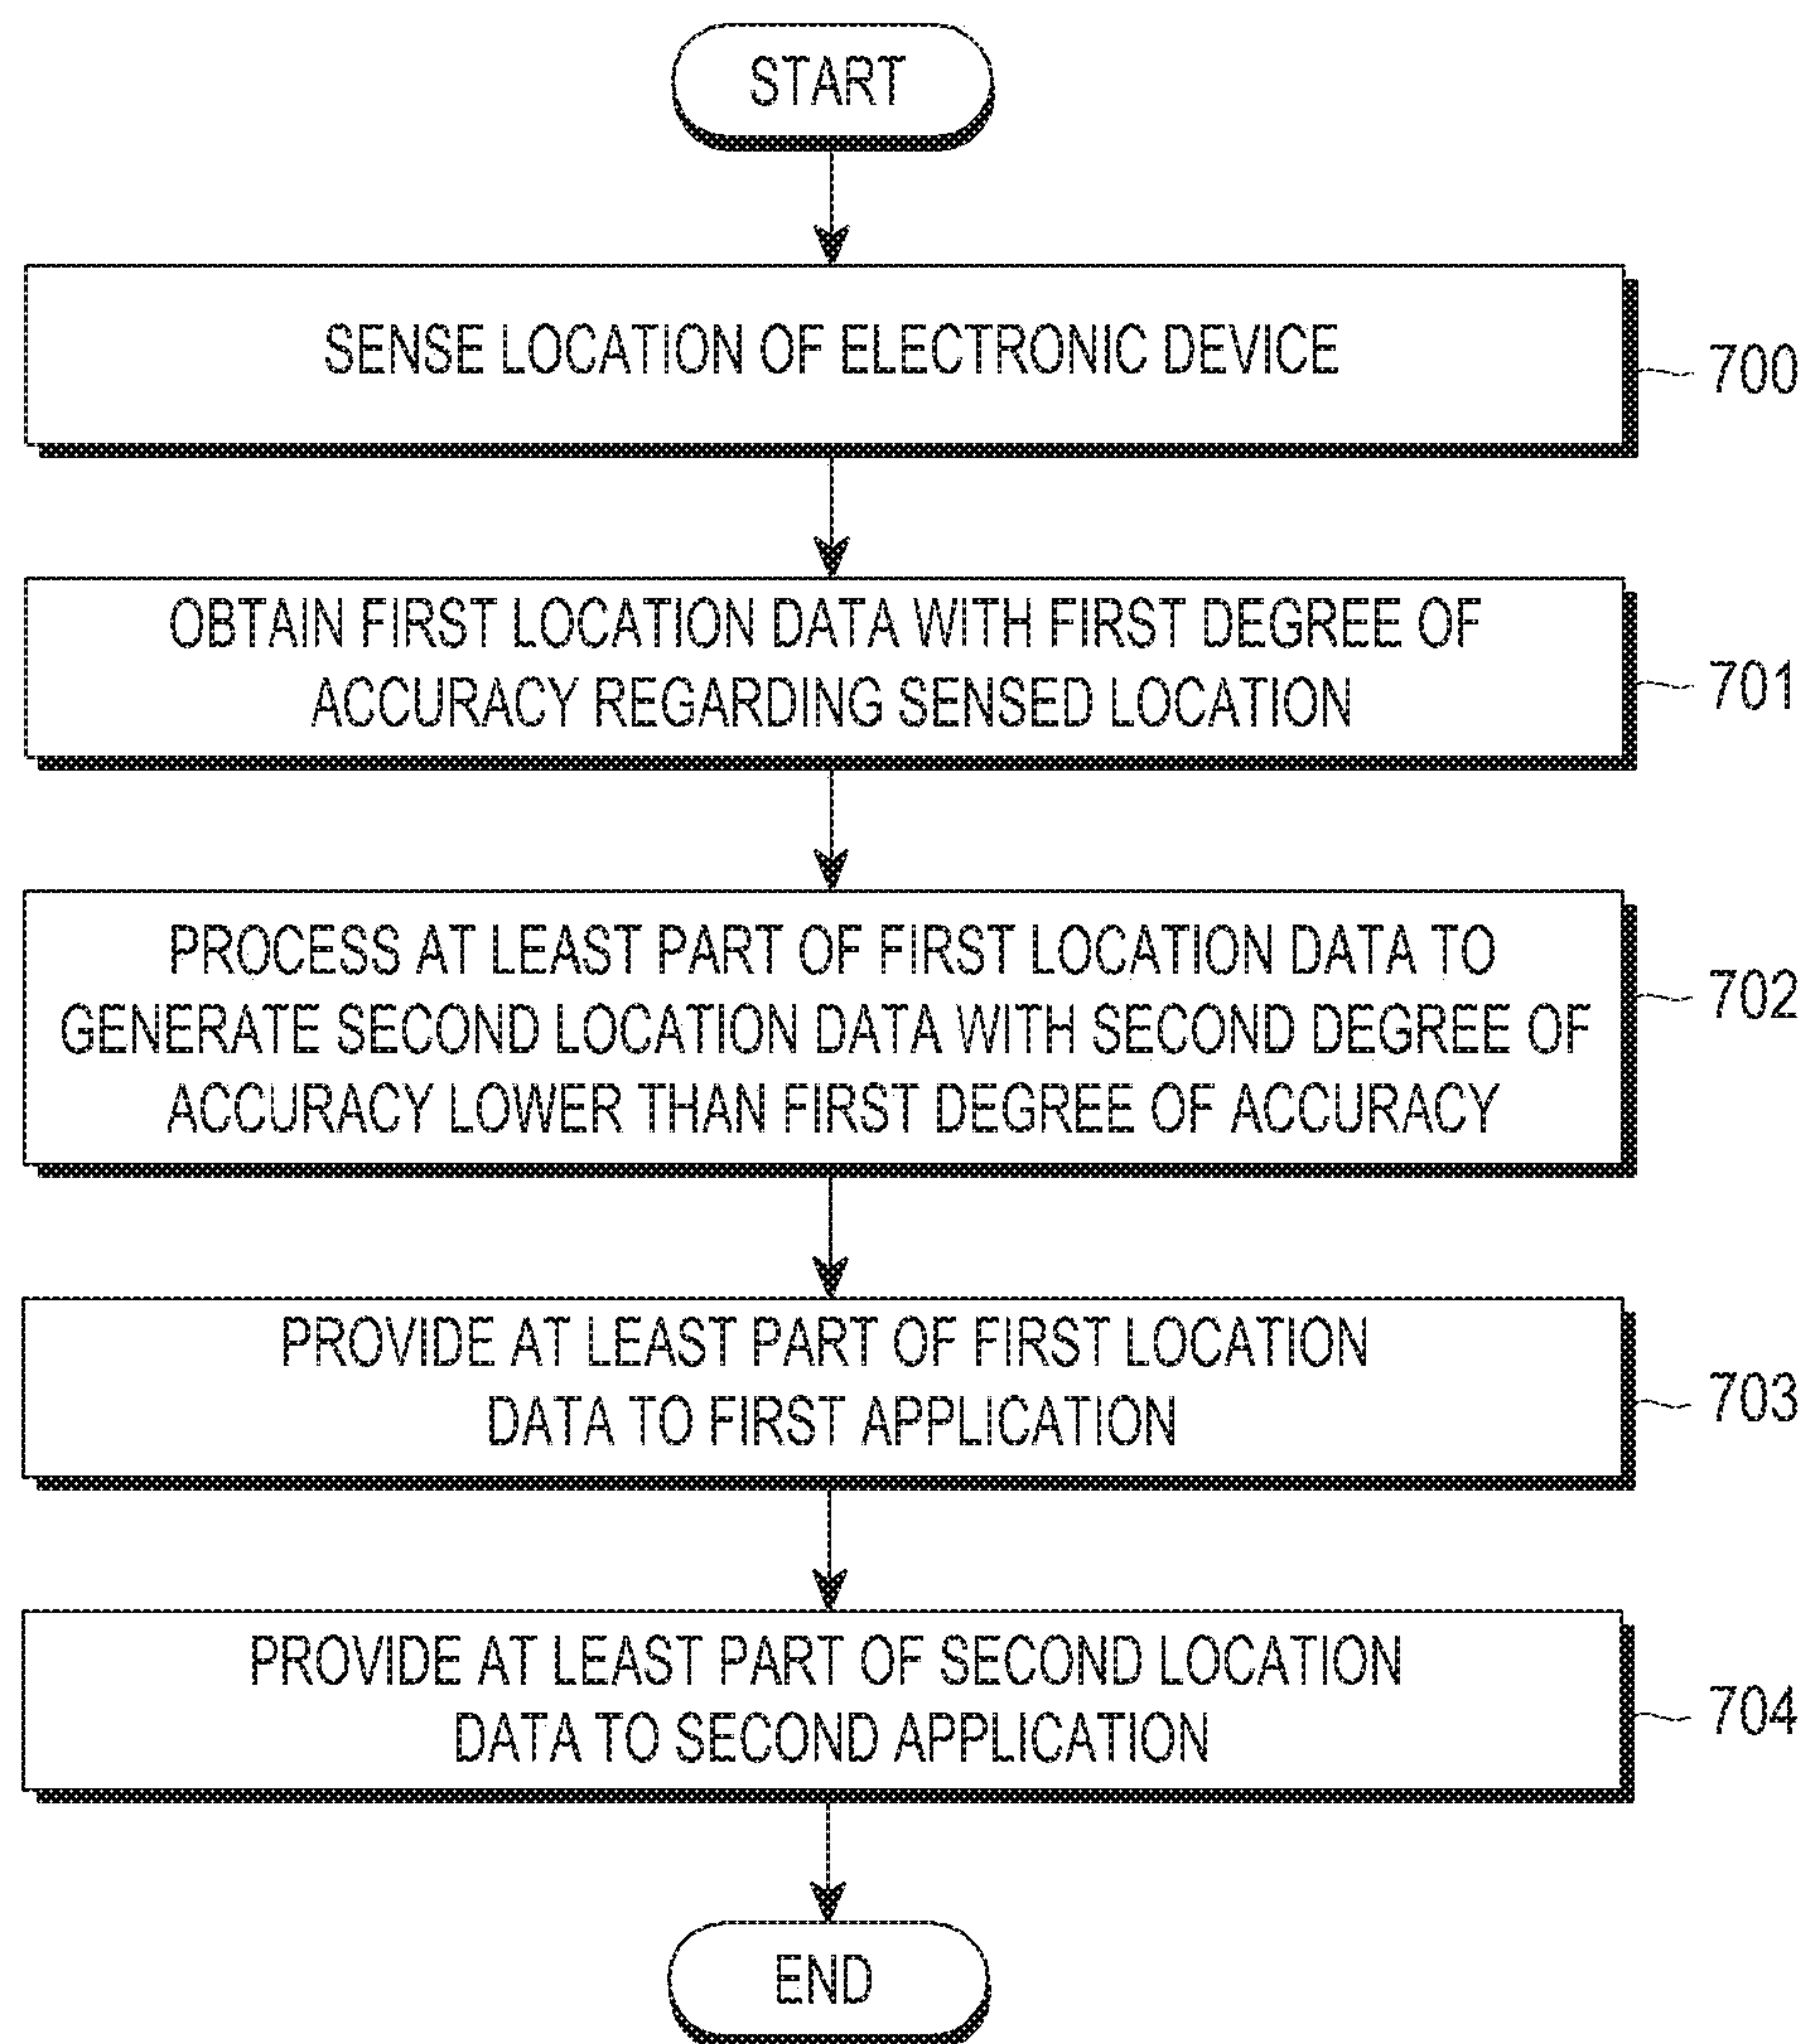 START
SENSE LOCATION OF ELECTRONIC DEVICE
700
OBTAIN FIRST LOCATION DATA WITH FIRST DEGREE OF
ACCURACY REGARDING SENSED LOCATION
701
PROCESS AT LEAST PART OF FIRST LOCATION DATA TO
GENERATE SECOND LOCATION DATA WITH SECOND DEGREE OF
ACCURACY LOWER THAN FIRST DEGREE OF ACCURACY
702
PROVIDE AT LEAST PART OF FIRST LOCATION
DATA TO FIRST APPLICATION
703
PROVIDE AT LEAST PART OF SECOND LOCATION
DATA TO SECOND APPLICATION
704
END